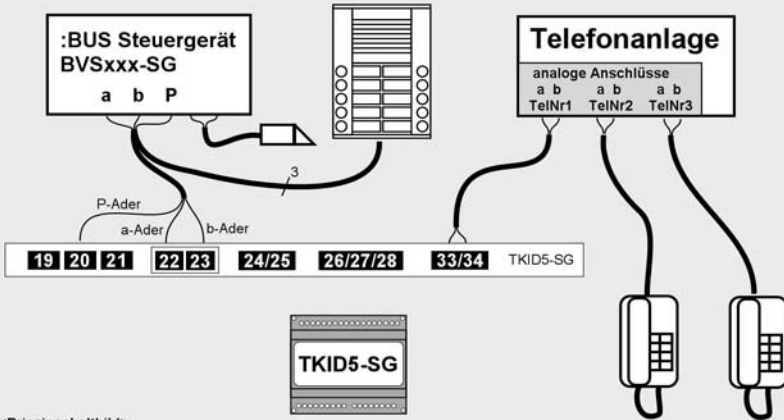 :BUS Steuergerät
BVSxxx-SG
a b P
Telefonanlage
analoge Anschlüsse
a b a b a b
TelNr1 TelNr2 TelNr3
3
P-Ader
a-Ader
b-Ader
19 20 21 22 23 24/25 26/27/28 33/34 TKID5-SG
TKID5-SG